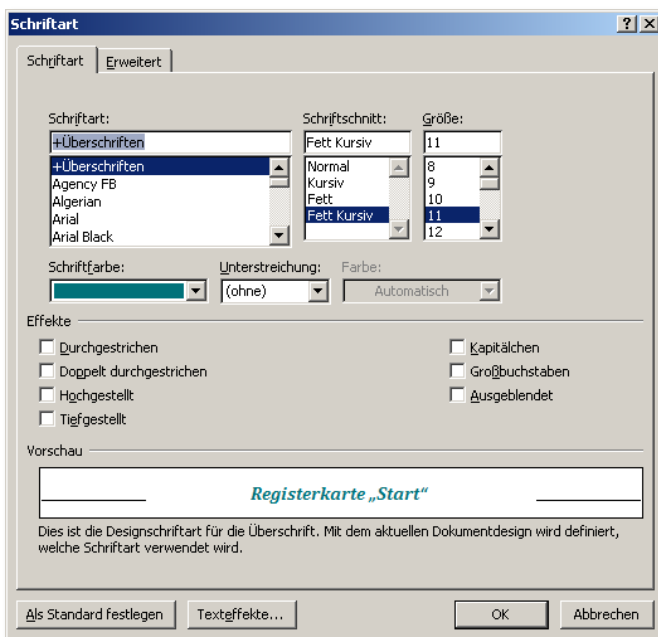 Schriftart
Schriftart Erweitert
Schriftart: Schriftschnitt: Größe:
+Überschriften Fett Kursiv 11
+Überschriften Normal 8
Agency FB Kursiv 9
Algerian Fett 10
Arial Fett Kursiv 11
Arial Black 12
Schriftfarbe: Unterstreichung: Farbe:
(ohne) Automatisch
Effekte
Durchgestrichen Kapitälchen
Doppelt durchgestrichen Großbuchstaben
Hochgestellt Ausgeblendet
Tiefgestellt
Vorschau
Registerkarte „Start“
Dies ist die Designschriftart für die Überschrift. Mit dem aktuellen Dokumentdesign wird definiert,
welche Schriftart verwendet wird.
Als Standard festlegen Texteffekte... OK Abbrechen